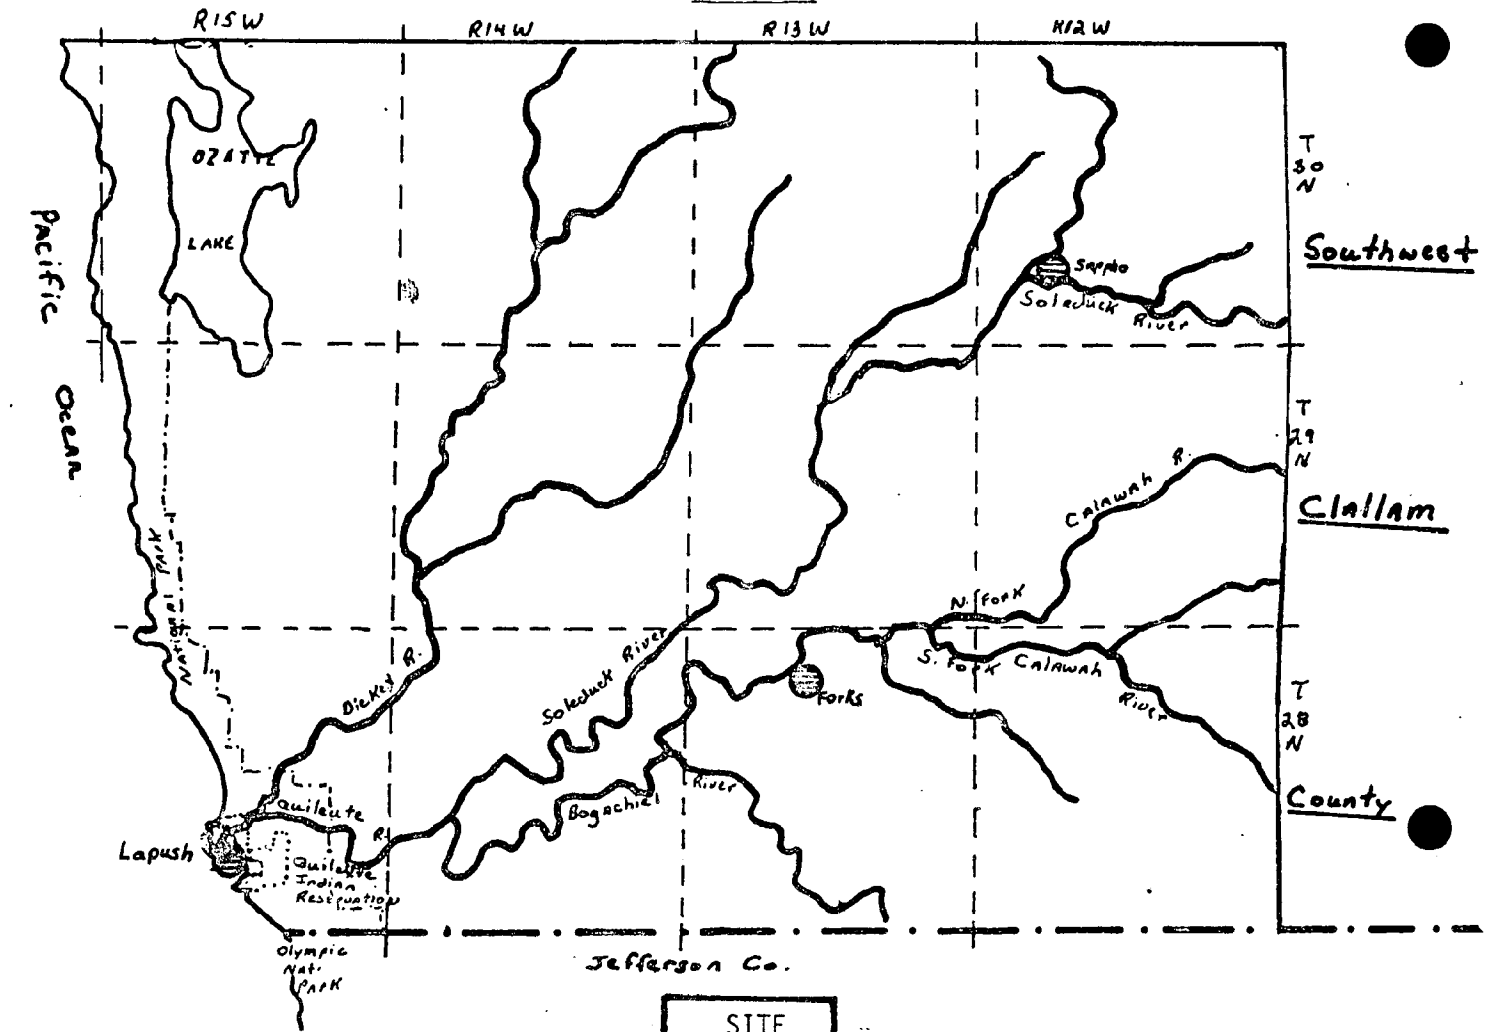 R15W
R14W
R13W
R12W
OZATTE
LAKE
Pacific
Ocean
T
30
N
Southwest
Sappho
Soleduck
River
T
29
N
Calawah R.
Clallam
National Park
N. Fork
S. Fork Calawah
River
Dickey R.
Soleduck River
Forks
T
28
N
County
Quileute
R.
Bogachiel
River
Lapush
Quileute
Indian
Reservation
Olympic
Nat.
Park
Jefferson Co.
SITE